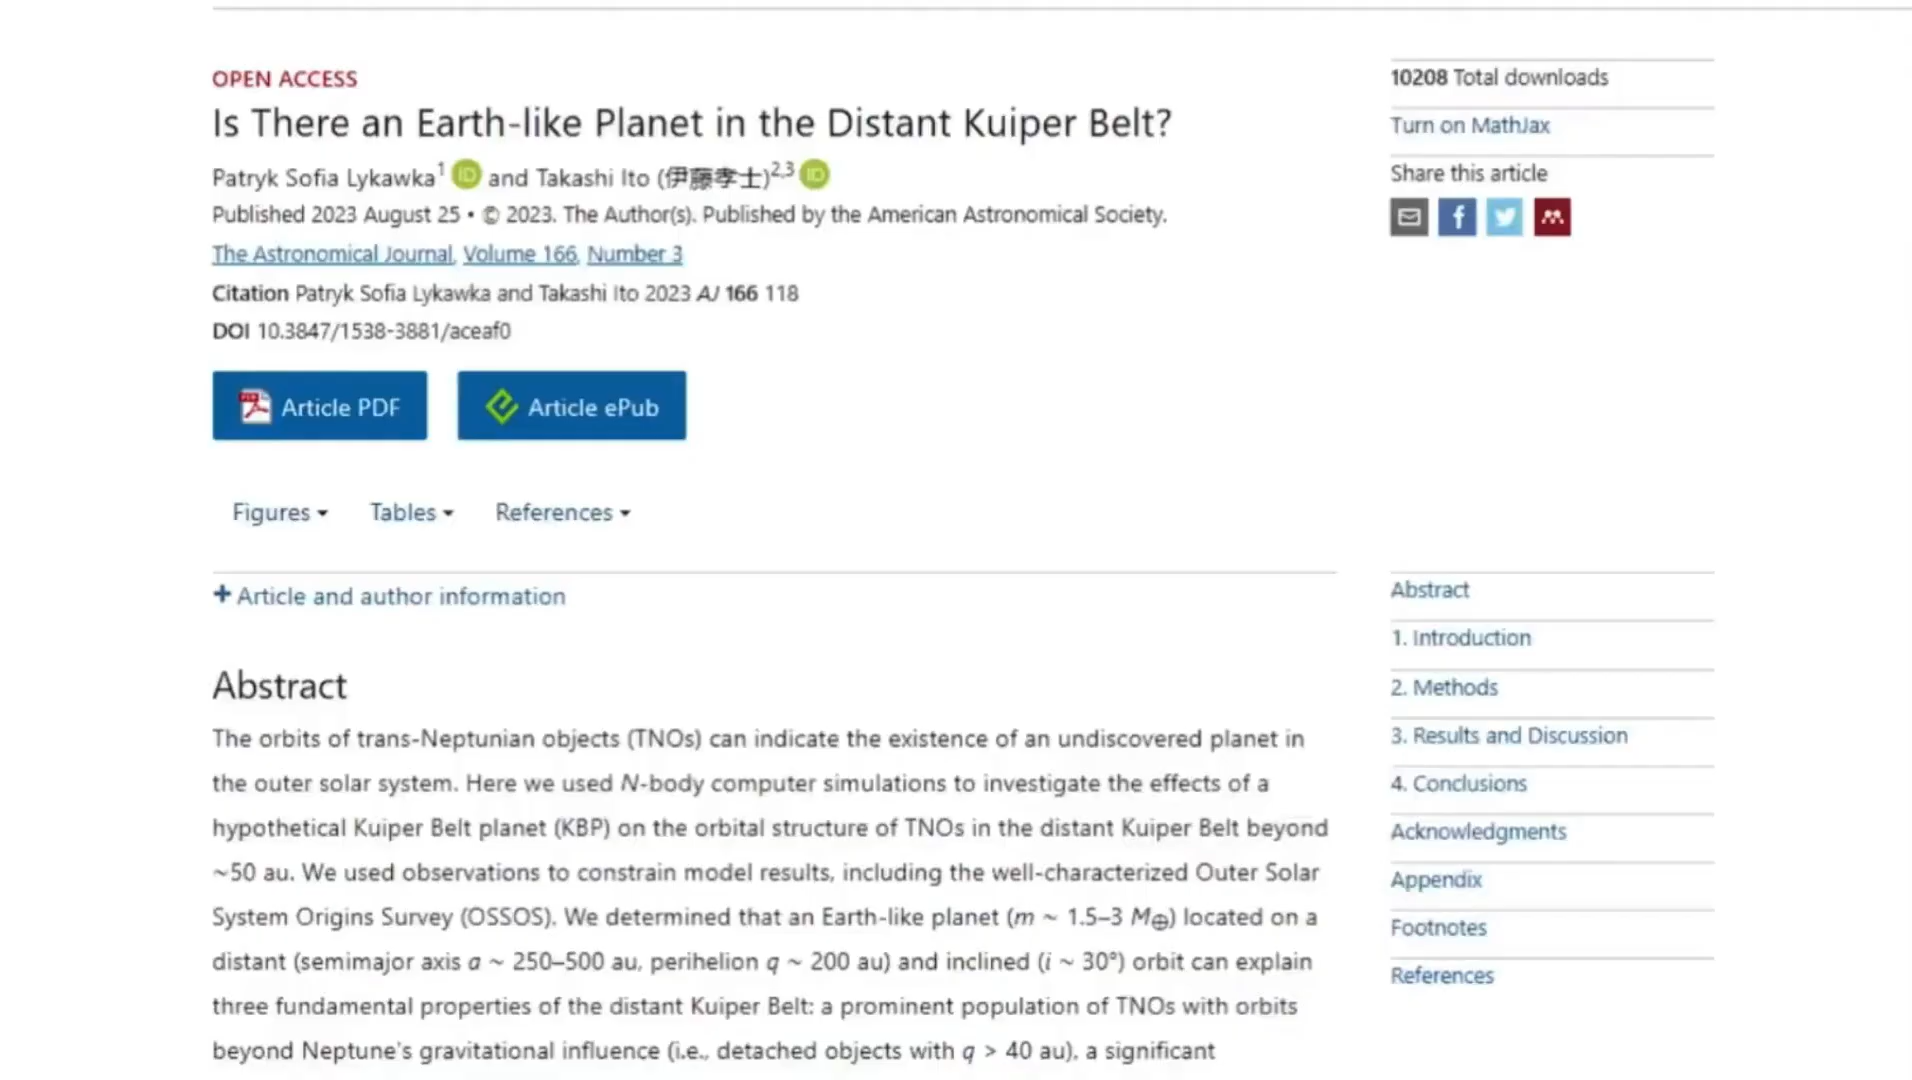 OPEN ACCESS
Is There an Earth-like Planet in the Distant Kuiper Belt?
Patryk Sofia Lykawka1 iD and Takashi Ito (伊藤孝士)2,3 iD
Published 2023 August 25 • © 2023. The Author(s). Published by the American Astronomical Society.
The Astronomical Journal, Volume 166, Number 3
Citation Patryk Sofia Lykawka and Takashi Ito 2023 AJ 166 118
DOI 10.3847/1538-3881/aceaf0
Article PDF
Article ePub
Figures
Tables
References
+ Article and author information
Abstract
The orbits of trans-Neptunian objects (TNOs) can indicate the existence of an undiscovered planet in
the outer solar system. Here we used N-body computer simulations to investigate the effects of a
hypothetical Kuiper Belt planet (KBP) on the orbital structure of TNOs in the distant Kuiper Belt beyond
~50 au. We used observations to constrain model results, including the well-characterized Outer Solar
System Origins Survey (OSSOS). We determined that an Earth-like planet (m ~ 1.5–3 M⊕) located on a
distant (semimajor axis a ~ 250–500 au, perihelion q ~ 200 au) and inclined (i ~ 30°) orbit can explain
three fundamental properties of the distant Kuiper Belt: a prominent population of TNOs with orbits
beyond Neptune's gravitational influence (i.e., detached objects with q > 40 au), a significant
10208 Total downloads
Turn on MathJax
Share this article
Abstract
1. Introduction
2. Methods
3. Results and Discussion
4. Conclusions
Acknowledgments
Appendix
Footnotes
References